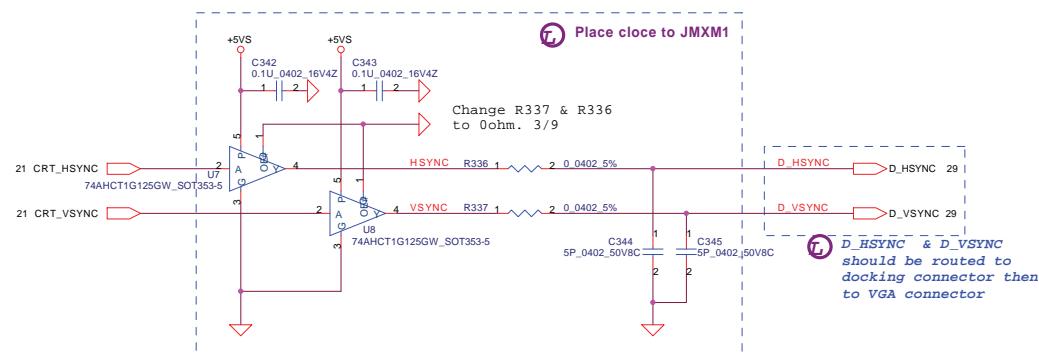 Place cloce to JMXM1
+5VS
+5VS
C342
0.1U_0402_16V4Z
1
2
C343
0.1U_0402_16V4Z
1
2
Change R337 & R336
to 0ohm. 3/9
21 CRT_HSYNC
2
U7
A
P
G
OE#
Y
5
1
4
3
74AHCT1G125GW_SOT353-5
HSYNC
R336
1
2
0_0402_5%
D_HSYNC
D_HSYNC 29
21 CRT_VSYNC
2
A
P
G
OE#
Y
5
1
4
3
U8
74AHCT1G125GW_SOT353-5
VSYNC
R337
1
2
0_0402_5%
D_VSYNC
D_VSYNC 29
C344
5P_0402_50V8C
1
2
C345
5P_0402_50V8C
1
2
D_HSYNC & D_VSYNC
should be routed to
docking connector then
to VGA connector